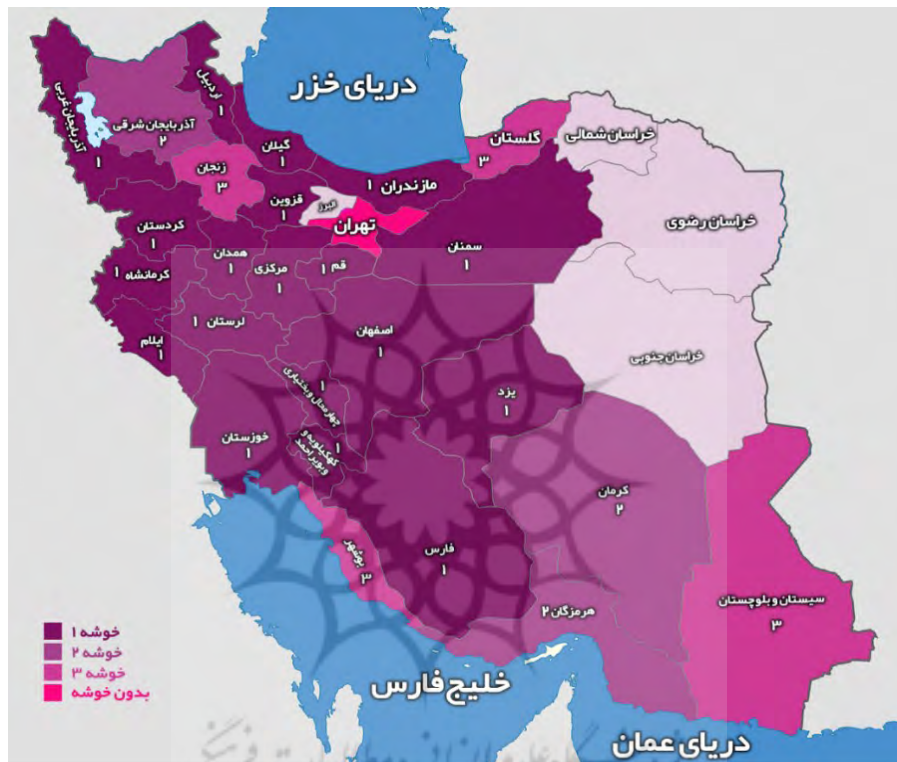 دریای خزر
اردبیل
۱
آذربایجان غربی
۱
آذربایجان شرقی
۲
گیلان
۱
زنجان
۳
گلستان
۳
خراسان شمالی
مازندران ۱
قزوین
۱
البرز
تهران
خراسان رضوی
سمنان
۱
کردستان
۱
همدان
۱
مرکزی
۱
قم ۱
کرمانشاه ۱
لرستان ۱
ایلام
۱
اصفهان
۱
خراسان جنوبی
چهارمحال و بختیاری
۱
یزد
۱
خوزستان
۱
کهکیلویه و
بویر احمد
۱
کرمان
۲
فارس
۱
بوشهر
۳
هرمزگان ۲
سیستان و بلوچستان
۳
خوشه ۱
خوشه ۲
خوشه ۳
بدون خوشه
خلیج فارس
دریای عمان